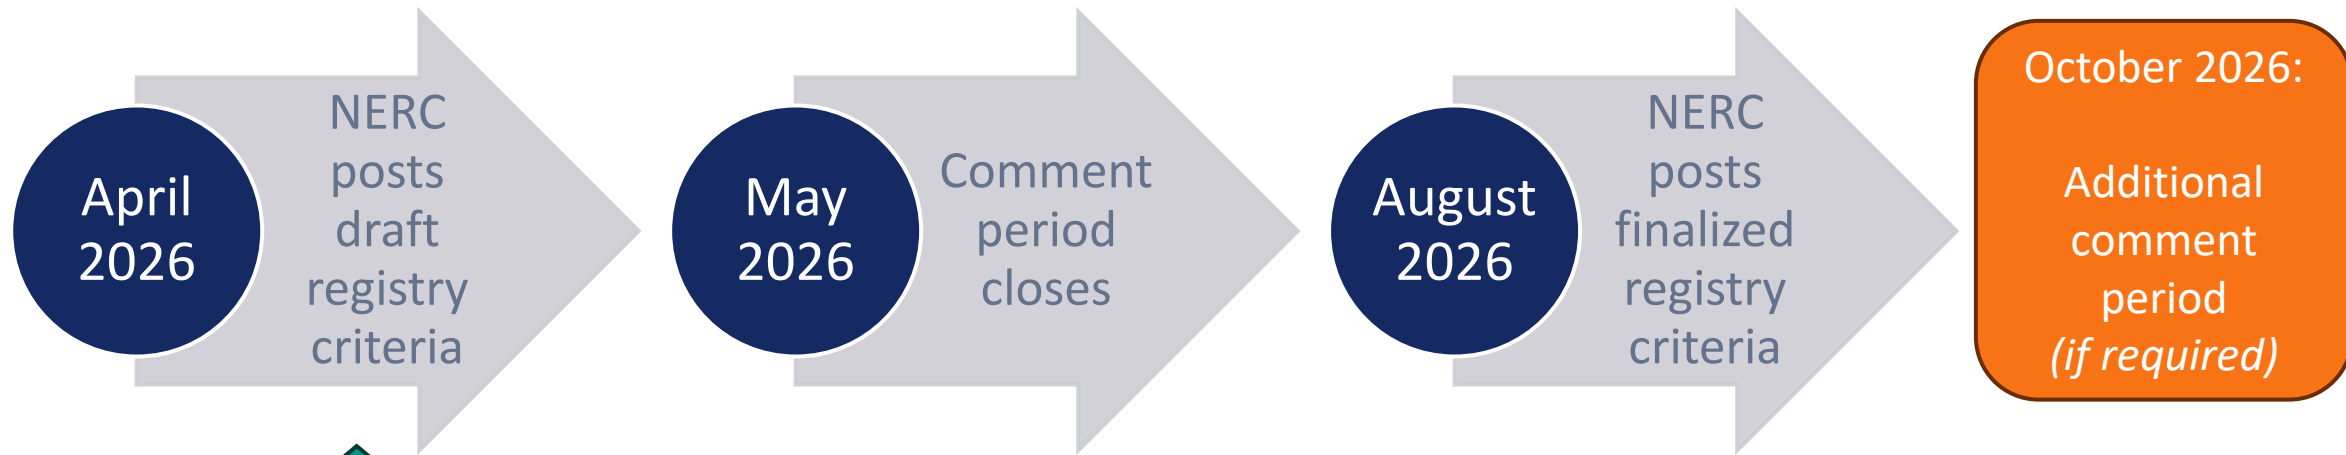 April
2026
NERC
posts
draft
registry
criteria
May
2026
Comment
period
closes
August
2026
NERC
posts
finalized
registry
criteria
October 2026:
Additional
comment
period
(if required)